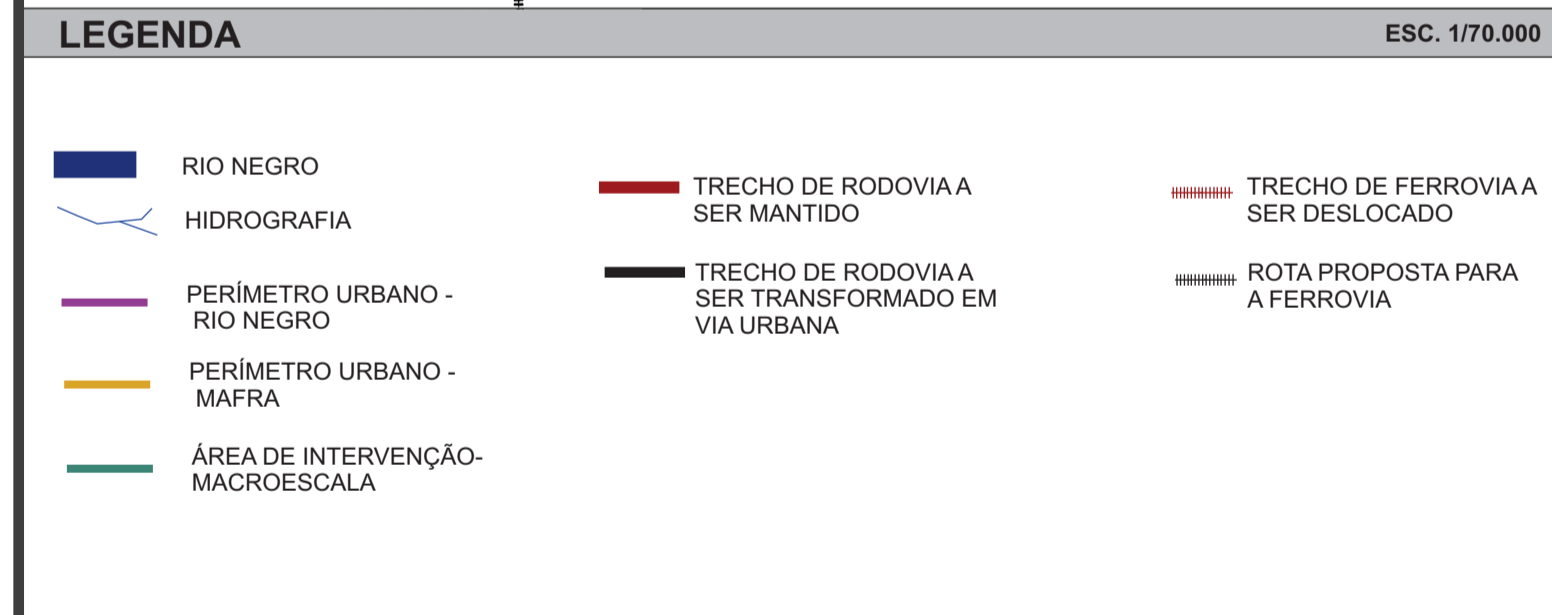 LEGENDA
ESC. 1/70.000
RIO NEGRO
HIDROGRAFIA
PERÍMETRO URBANO -
RIO NEGRO
PERÍMETRO URBANO -
MAFRA
ÁREA DE INTERVENÇÃO-
MACROESCALA
TRECHO DE RODOVIA A
SER MANTIDO
TRECHO DE RODOVIA A
SER TRANSFORMADO EM
VIA URBANA
TRECHO DE FERROVIA A
SER DESLOCADO
ROTA PROPOSTA PARA
A FERROVIA